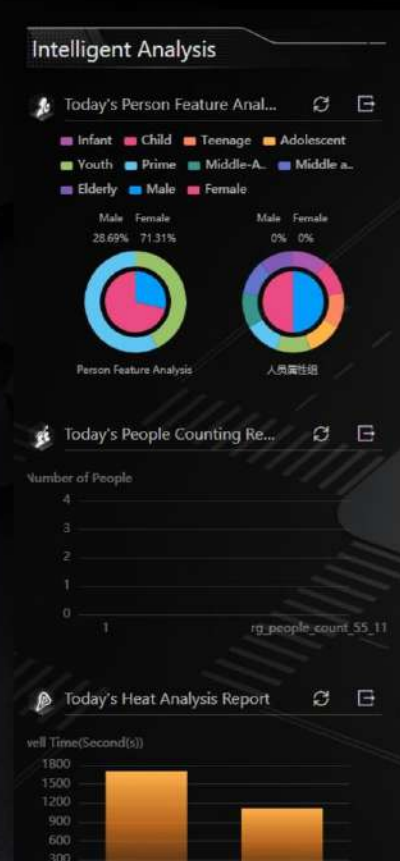 Intelligent Analysis
Today's Person Feature Anal...
Infant Child Teenage Adolescent
Youth Prime Middle-A.. Middle a..
Elderly Male Female
Male Female Male Female
28.69% 71.31% 0% 0%
Person Feature Analysis 人员属性组
Today's People Counting Re...
Number of People
4
3
2
1
0
1 rg_people_count_55_11
Today's Heat Analysis Report
vell Time(Second(s))
1800
1500
1200
900
600
300